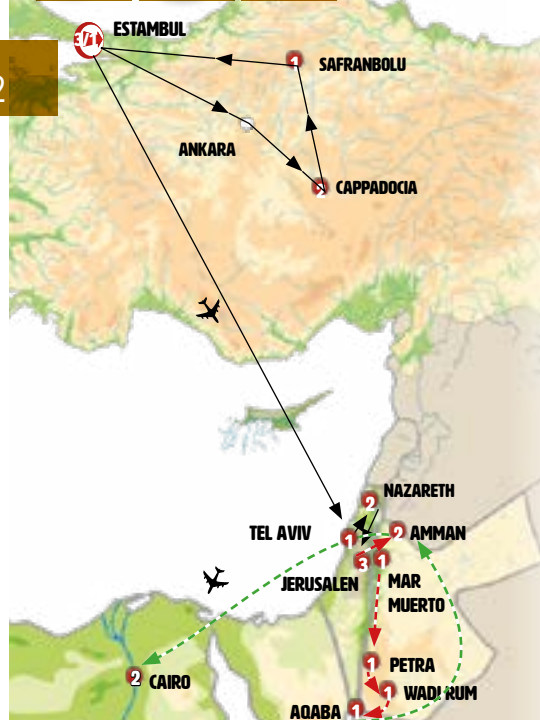 ESTAMBUL
3/1
1
SAFRANBOLU
2
ANKARA
2
CAPPADOCIA
2
NAZARETH
TEL AVIV
1
2
AMMAN
3
1
JERUSALEN
MAR
MUERTO
1
PETRA
2
CAIRO
1
WADI RUM
AQABA
1